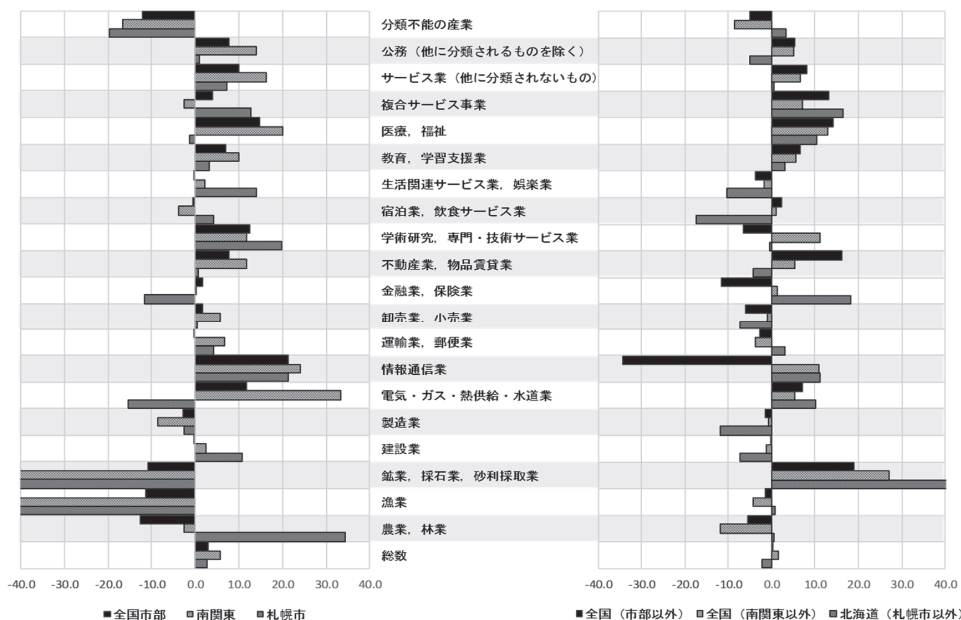 分類不能の産業
公務（他に分類されるものを除く）
サービス業（他に分類されないもの）
複合サービス事業
医療，福祉
教育，学習支援業
生活関連サービス業，娯楽業
宿泊業，飲食サービス業
学術研究，専門・技術サービス業
不動産業，物品賃貸業
金融業，保険業
卸売業，小売業
運輸業，郵便業
情報通信業
電気・ガス・熱供給・水道業
製造業
建設業
鉱業，採石業，砂利採取業
漁業
農業，林業
総数
-40.0 -30.0 -20.0 -10.0 0.0 10.0 20.0 30.0 40.0
-40.0 -30.0 -20.0 -10.0 0.0 10.0 20.0 30.0 40.0
全国市部 南関東 札幌市
全国（市部以外） 全国（南関東以外） 北海道（札幌市以外）